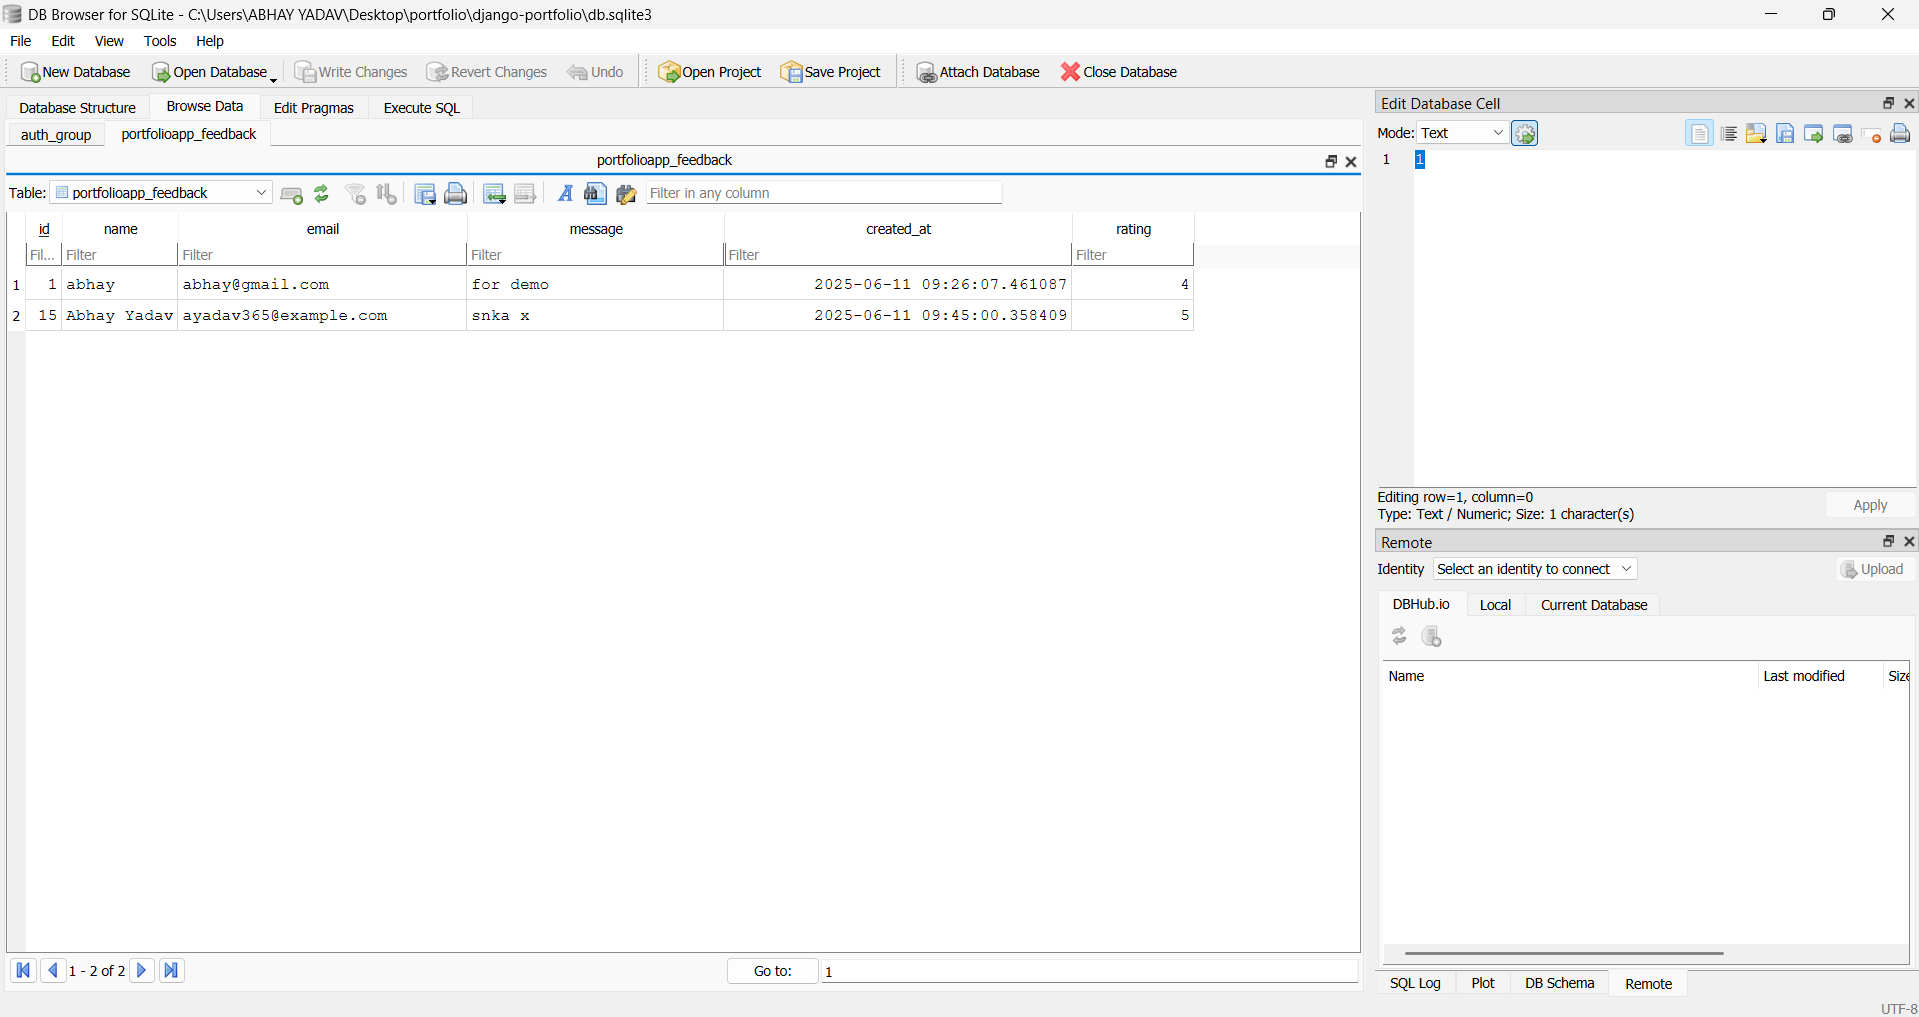 DB Browser for SQLite - C:\Users\ABHAY YADAV\Desktop\portfolio\django-portfolio\db.sqlite3
File Edit View Tools Help
New Database Open Database Write Changes Revert Changes Undo Open Project Save Project Attach Database Close Database
Database Structure Browse Data Edit Pragmas Execute SQL
auth_group portfolioapp_feedback
portfolioapp_feedback
Table: portfolioapp_feedback Filter in any column
id name email message created_at rating
Fil... Filter Filter Filter Filter Filter
1 1 abhay abhay@gmail.com for demo 2025-06-11 09:26:07.461087 4
2 15 Abhay Yadav ayadav365@example.com snka x 2025-06-11 09:45:00.358409 5
1 - 2 of 2 Go to: 1
Edit Database Cell
Mode: Text
1 1
Editing row=1, column=0
Type: Text / Numeric; Size: 1 character(s)
Apply
Remote
Identity Select an identity to connect Upload
DBHub.io Local Current Database
Name Last modified Size
SQL Log Plot DB Schema Remote
UTF-8